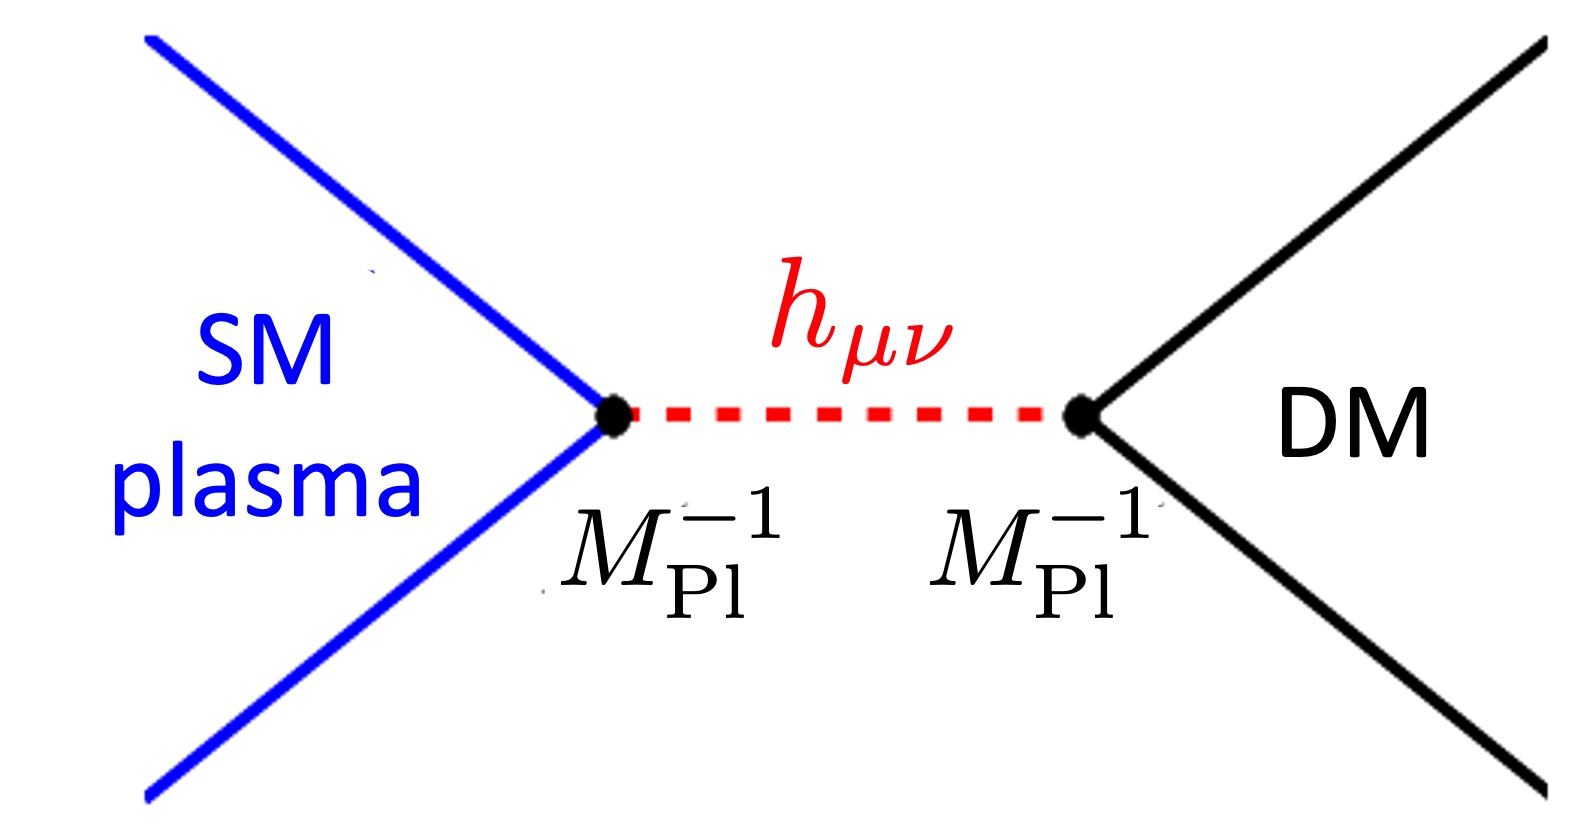 SM
plasma
h_{μν}
M_{Pl}^{-1}
M_{Pl}^{-1}
DM